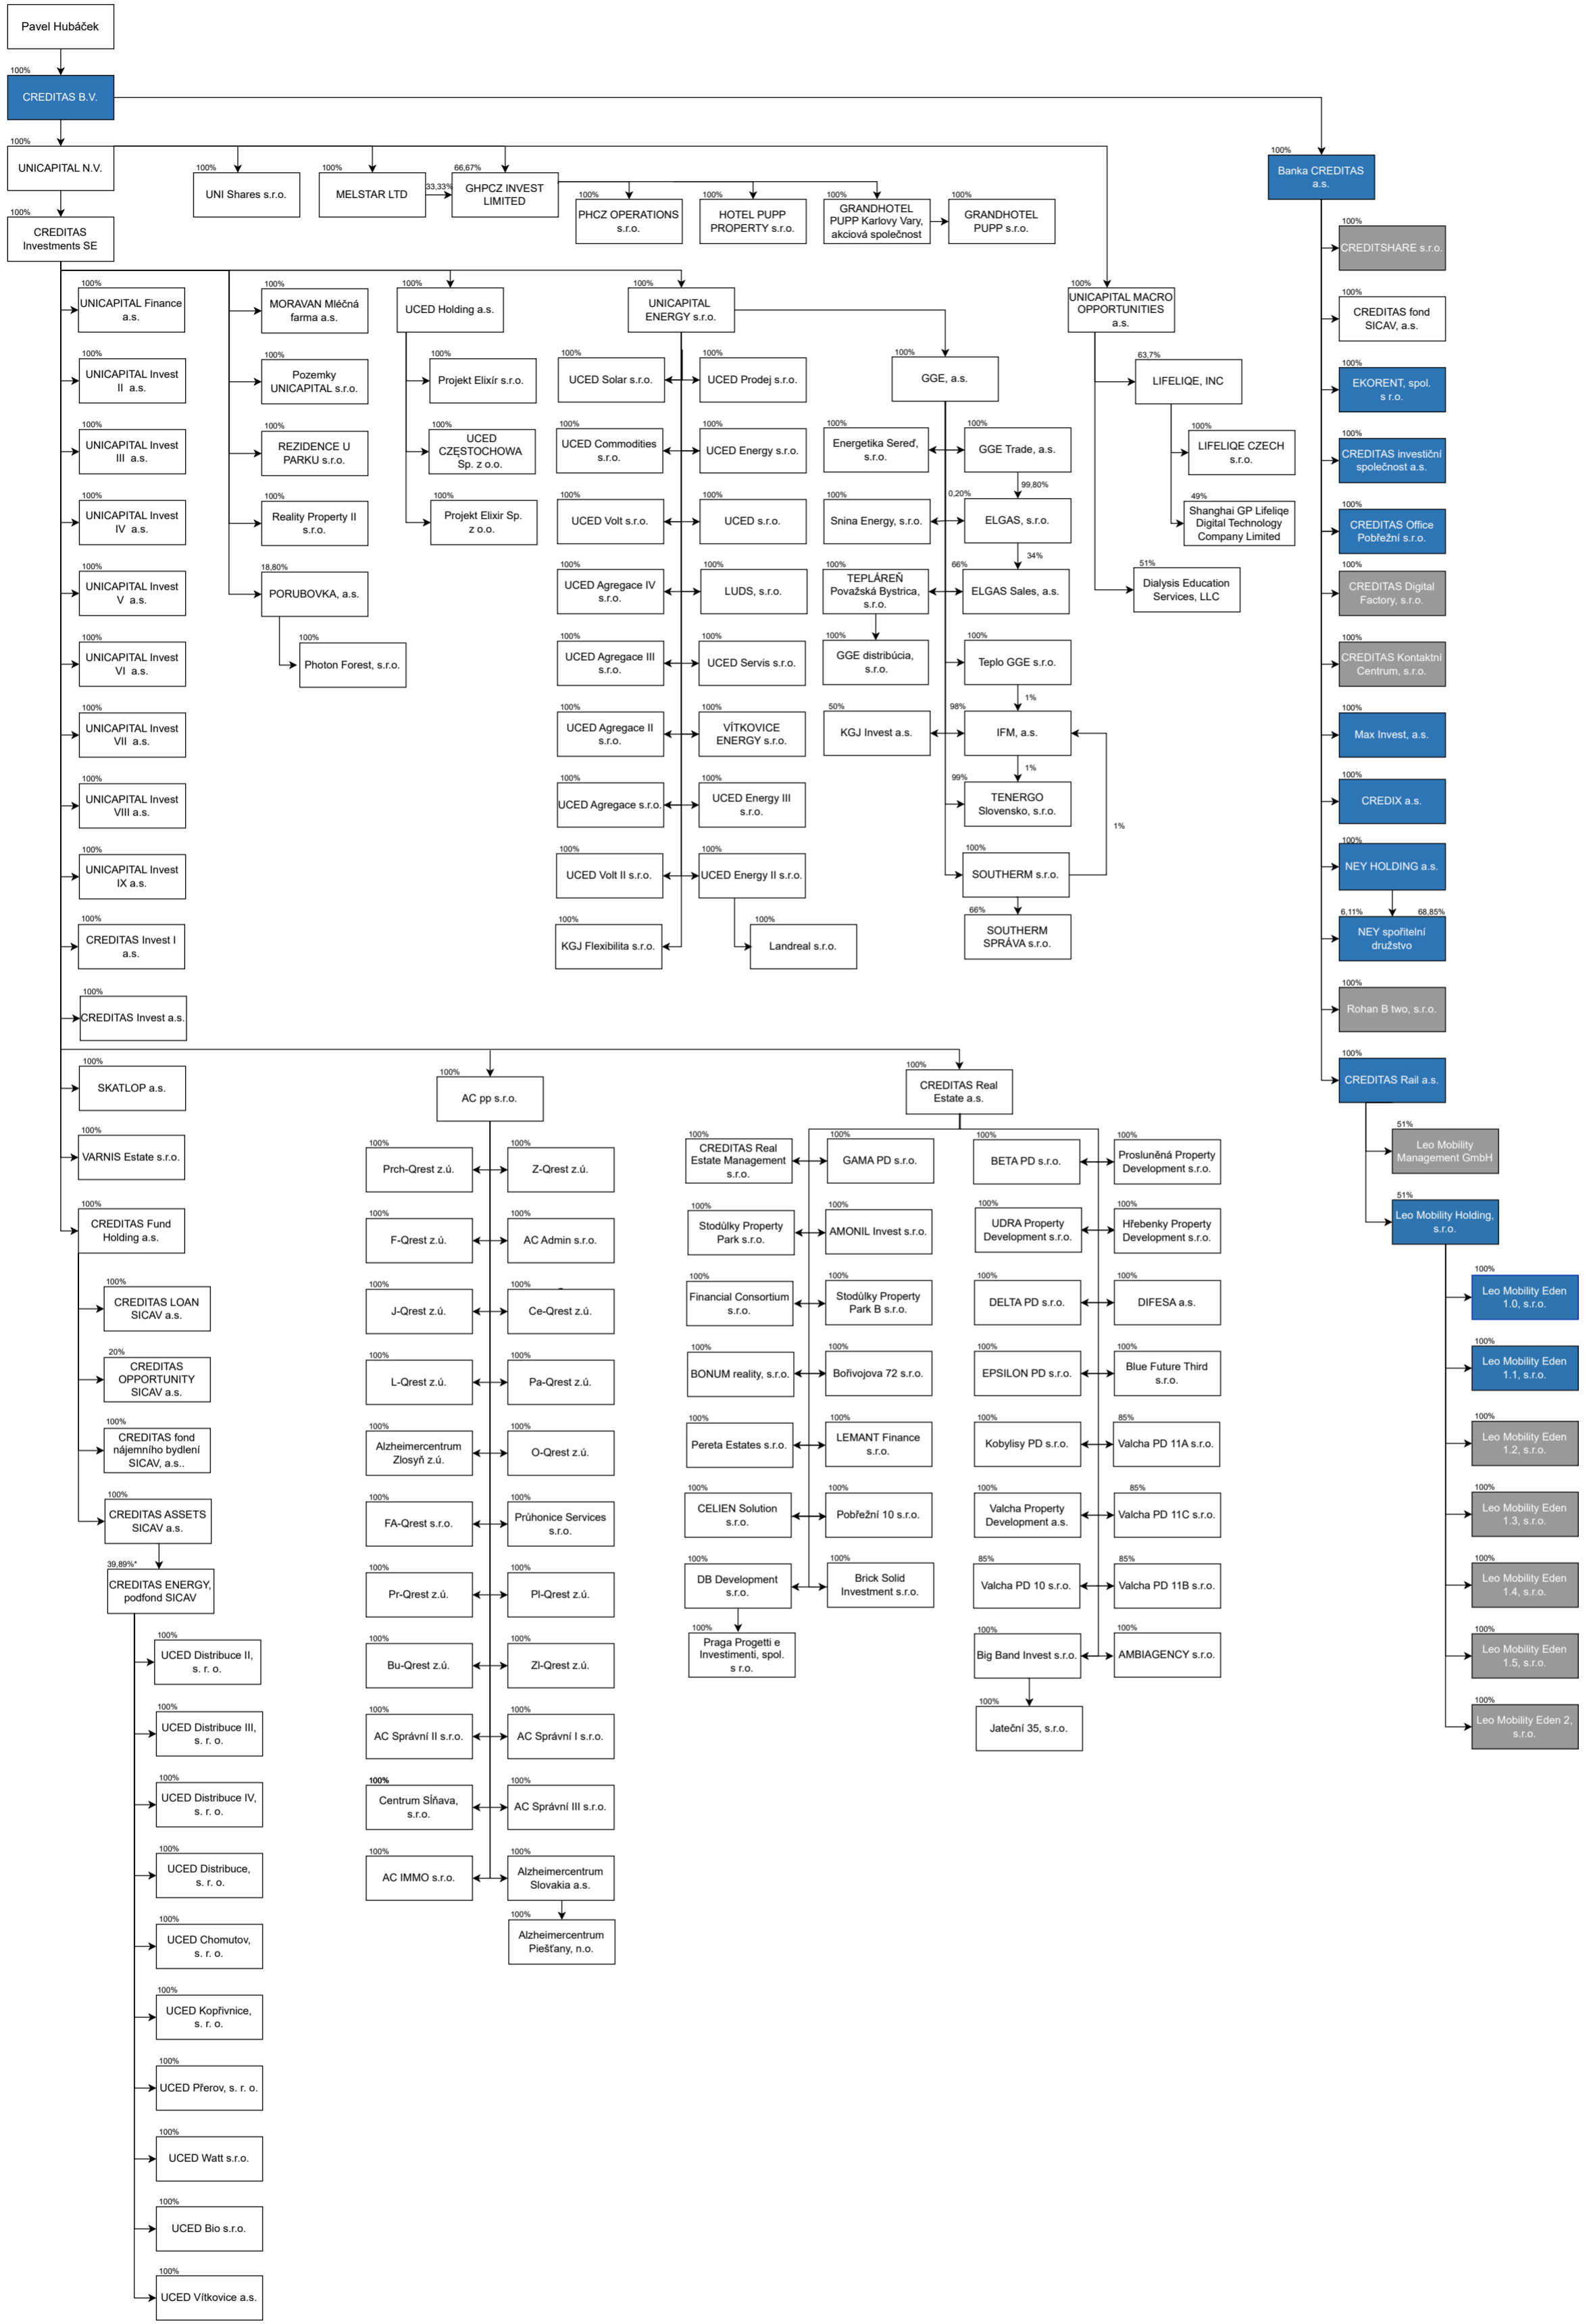 Pavel Hubáček
100%
CREDITAS B.V.
100%
UNICAPITAL N.V.
100%
UNI Shares s.r.o.
100%
MELSTAR LTD
33,33%
66,67%
GHPCZ INVEST
LIMITED
100%
PHCZ OPERATIONS
s.r.o.
100%
HOTEL PUPP
PROPERTY s.r.o.
100%
GRANDHOTEL
PUPP Karlovy Vary,
akciová společnost
100%
GRANDHOTEL
PUPP s.r.o.
100%
Banka CREDITAS
a.s.
100%
CREDITAS
Investments SE
100%
UNICAPITAL Finance
a.s.
100%
UNICAPITAL Invest
II  a.s.
100%
UNICAPITAL Invest
III  a.s.
100%
UNICAPITAL Invest
IV  a.s.
100%
UNICAPITAL Invest
V  a.s.
100%
UNICAPITAL Invest
VI  a.s.
100%
UNICAPITAL Invest
VII  a.s.
100%
UNICAPITAL Invest
VIII a.s.
100%
UNICAPITAL Invest
IX a.s.
100%
CREDITAS Invest I
a.s.
100%
CREDITAS Invest a.s.
100%
SKATLOP a.s.
100%
VARNIS Estate s.r.o.
100%
CREDITAS Fund
Holding a.s.
100%
CREDITAS LOAN
SICAV a.s.
20%
CREDITAS
OPPORTUNITY
SICAV a.s.
100%
CREDITAS fond
nájemního bydlení
SICAV, a.s..
100%
CREDITAS ASSETS
SICAV a.s.
39,89%*
CREDITAS ENERGY,
podfond SICAV
100%
UCED Distribuce II,
s. r. o.
100%
UCED Distribuce III,
s. r. o.
100%
UCED Distribuce IV,
s. r. o.
100%
UCED Distribuce,
s. r. o.
100%
UCED Chomutov,
s. r. o.
100%
UCED Kopřivnice,
s. r. o.
100%
UCED Přerov, s. r. o.
100%
UCED Watt s.r.o.
100%
UCED Bio s.r.o.
100%
UCED Vítkovice a.s.
100%
MORAVAN Mléčná
farma a.s.
100%
Pozemky
UNICAPITAL s.r.o.
100%
REZIDENCE U
PARKU s.r.o.
100%
Reality Property II
s.r.o.
18,80%
PORUBOVKA, a.s.
100%
Photon Forest, s.r.o.
100%
UCED Holding a.s.
100%
Projekt Elixír s.r.o.
100%
UCED
CZĘSTOCHOWA
Sp. z o.o.
100%
Projekt Elixir Sp.
z o.o.
100%
UNICAPITAL
ENERGY s.r.o.
100%
UCED Solar s.r.o.
100%
UCED Prodej s.r.o.
100%
UCED Commodities
s.r.o.
100%
UCED Energy s.r.o.
100%
UCED Volt s.r.o.
100%
UCED s.r.o.
100%
UCED Agregace IV
s.r.o.
100%
LUDS, s.r.o.
100%
UCED Agregace III
s.r.o.
100%
UCED Servis s.r.o.
100%
UCED Agregace II
s.r.o.
100%
VÍTKOVICE
ENERGY s.r.o.
100%
UCED Agregace s.r.o.
100%
UCED Energy III
s.r.o.
100%
UCED Volt II s.r.o.
100%
UCED Energy II s.r.o.
100%
KGJ Flexibilita s.r.o.
100%
Landreal s.r.o.
100%
GGE, a.s.
100%
Energetika Sereď,
s.r.o.
100%
GGE Trade, a.s.
99,80%
100%
Snina Energy, s.r.o.
0,20%
ELGAS, s.r.o.
34%
100%
TEPLÁREŇ
Považská Bystrica,
s.r.o.
66%
ELGAS Sales, a.s.
100%
GGE distribúcia,
s.r.o.
100%
Teplo GGE s.r.o.
1%
50%
KGJ Invest a.s.
98%
IFM, a.s.
1%
99%
TENERGO
Slovensko, s.r.o.
1%
100%
SOUTHERM s.r.o.
66%
SOUTHERM
SPRÁVA s.r.o.
100%
UNICAPITAL MACRO
OPPORTUNITIES
a.s.
63,7%
LIFELIQE, INC
100%
LIFELIQE CZECH
s.r.o.
49%
Shanghai GP Lifeliqe
Digital Technology
Company Limited
51%
Dialysis Education
Services, LLC
100%
CREDITSHARE s.r.o.
100%
CREDITAS fond
SICAV, a.s.
100%
EKORENT, spol.
s r.o.
100%
CREDITAS investiční
společnost a.s.
100%
CREDITAS Office
Pobřežní s.r.o.
100%
CREDITAS Digital
Factory, s.r.o.
100%
CREDITAS Kontaktní
Centrum, s.r.o.
100%
Max Invest, a.s.
100%
CREDIX a.s.
100%
NEY HOLDING a.s.
6,11%
68,85%
NEY spořitelní
družstvo
100%
Rohan B two, s.r.o.
100%
CREDITAS Rail a.s.
51%
Leo Mobility
Management GmbH
51%
Leo Mobility Holding,
s.r.o.
100%
Leo Mobility Eden
1.0, s.r.o.
100%
Leo Mobility Eden
1.1, s.r.o.
100%
Leo Mobility Eden
1.2, s.r.o.
100%
Leo Mobility Eden
1.3, s.r.o.
100%
Leo Mobility Eden
1.4, s.r.o.
100%
Leo Mobility Eden
1.5, s.r.o.
100%
Leo Mobility Eden 2,
s.r.o.
100%
AC pp s.r.o.
100%
Prch-Qrest z.ú.
100%
Z-Qrest z.ú.
100%
F-Qrest z.ú.
100%
AC Admin s.r.o.
100%
J-Qrest z.ú.
100%
Ce-Qrest z.ú.
100%
L-Qrest z.ú.
100%
Pa-Qrest z.ú.
100%
Alzheimercentrum
Zlosyň z.ú.
100%
O-Qrest z.ú.
100%
FA-Qrest s.r.o.
100%
Průhonice Services
s.r.o.
100%
Pr-Qrest z.ú.
100%
Pl-Qrest z.ú.
100%
Bu-Qrest z.ú.
100%
Zl-Qrest z.ú.
100%
AC Správní II s.r.o.
100%
AC Správní I s.r.o.
100%
Centrum Síňava,
s.r.o.
100%
AC Správní III s.r.o.
100%
AC IMMO s.r.o.
100%
Alzheimercentrum
Slovakia a.s.
100%
Alzheimercentrum
Piešťany, n.o.
100%
CREDITAS Real
Estate a.s.
100%
CREDITAS Real
Estate Management
s.r.o.
100%
GAMA PD s.r.o.
100%
Stodůlky Property
Park s.r.o.
100%
AMONIL Invest s.r.o.
100%
Financial Consortium
s.r.o.
100%
Stodůlky Property
Park B s.r.o.
100%
BONUM reality, s.r.o.
100%
Bořivojova 72 s.r.o.
100%
Pereta Estates s.r.o.
100%
LEMANT Finance
s.r.o.
100%
CELIEN Solution
s.r.o.
100%
Pobřežní 10 s.r.o.
100%
DB Development
s.r.o.
100%
Brick Solid
Investment s.r.o.
100%
Praga Progetti e
Investimenti, spol.
s r.o.
100%
BETA PD s.r.o.
100%
Prosluněná Property
Development s.r.o.
100%
UDRA Property
Development s.r.o.
100%
Hřebenky Property
Development s.r.o.
100%
DELTA PD s.r.o.
100%
DIFESA a.s.
100%
EPSILON PD s.r.o.
100%
Blue Future Third
s.r.o.
100%
Kobylisy PD s.r.o.
85%
Valcha PD 11A s.r.o.
100%
Valcha Property
Development a.s.
85%
Valcha PD 11C s.r.o.
85%
Valcha PD 10 s.r.o.
85%
Valcha PD 11B s.r.o.
100%
Big Band Invest s.r.o.
100%
AMBIAGENCY s.r.o.
100%
Jateční 35, s.r.o.